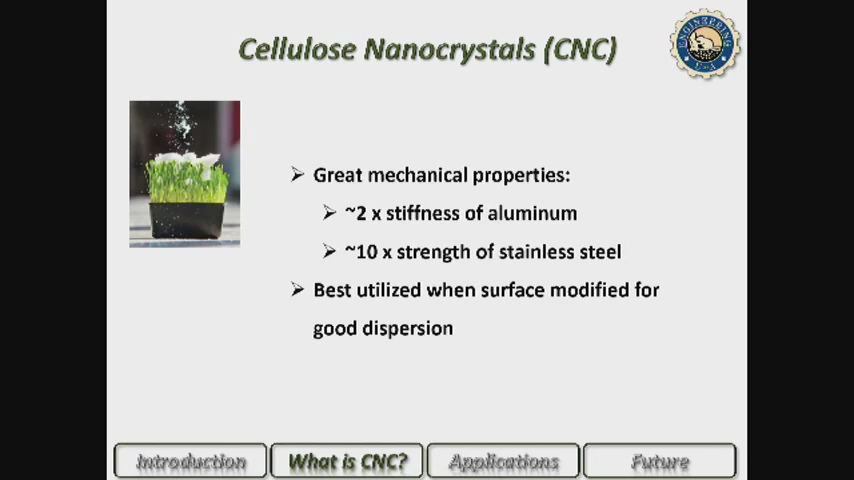 Cellulose Nanocrystals (CNC)
ENGINEERING
Great mechanical properties:
~2 x stiffness of aluminum
~10 x strength of stainless steel
Best utilized when surface modified for
good dispersion
Introduction
What is CNC?
Applications
Future